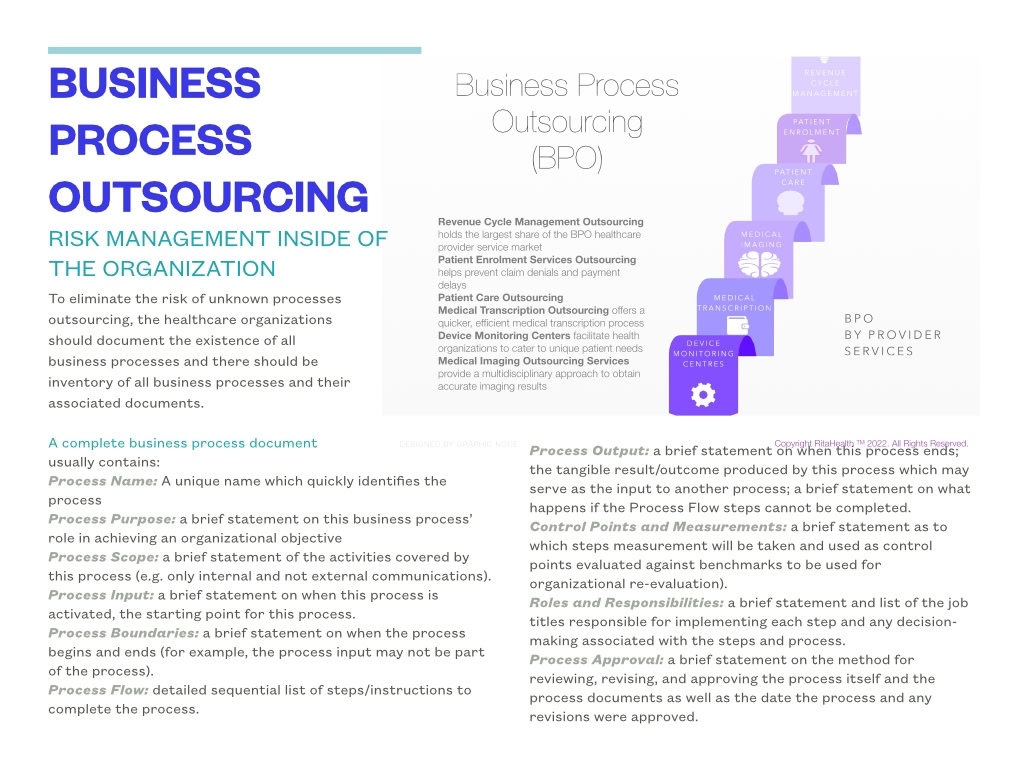 BUSINESS
PROCESS
OUTSOURCING
RISK MANAGEMENT INSIDE OF
THE ORGANIZATION
To eliminate the risk of unknown processes
outsourcing, the healthcare organizations
should document the existence of all
business processes and there should be
inventory of all business processes and their
associated documents.
Business Process
Outsourcing
(BPO)
Revenue Cycle Management Outsourcing
holds the largest share of the BPO healthcare
provider service market
Patient Enrolment Services Outsourcing
helps prevent claim denials and payment
delays
Patient Care Outsourcing
Medical Transcription Outsourcing offers a
quicker, efficient medical transcription process
Device Monitoring Centers facilitate health
organizations to cater to unique patient needs
Medical Imaging Outsourcing Services
provide a multidisciplinary approach to obtain
accurate imaging results
REVENUE
CYCLE
MANAGEMENT
PATIENT
ENROLMENT
PATIENT
CARE
MEDICAL
IMAGING
MEDICAL
TRANSCRIPTION
DEVICE
MONITORING
CENTRES
BPO
BY PROVIDER
SERVICES
DESIGNED BY GRAPHIC NODE
Copyright RitaHealth ™ 2022. All Rights Reserved.
A complete business process document
usually contains:
Process Name: A unique name which quickly identifies the
process
Process Purpose: a brief statement on this business process'
role in achieving an organizational objective
Process Scope: a brief statement of the activities covered by
this process (e.g. only internal and not external communications).
Process Input: a brief statement on when this process is
activated, the starting point for this process.
Process Boundaries: a brief statement on when the process
begins and ends (for example, the process input may not be part
of the process).
Process Flow: detailed sequential list of steps/instructions to
complete the process.
Process Output: a brief statement on when this process ends;
the tangible result/outcome produced by this process which may
serve as the input to another process; a brief statement on what
happens if the Process Flow steps cannot be completed.
Control Points and Measurements: a brief statement as to
which steps measurement will be taken and used as control
points evaluated against benchmarks to be used for
organizational re-evaluation).
Roles and Responsibilities: a brief statement and list of the job
titles responsible for implementing each step and any decision-
making associated with the steps and process.
Process Approval: a brief statement on the method for
reviewing, revising, and approving the process itself and the
process documents as well as the date the process and any
revisions were approved.